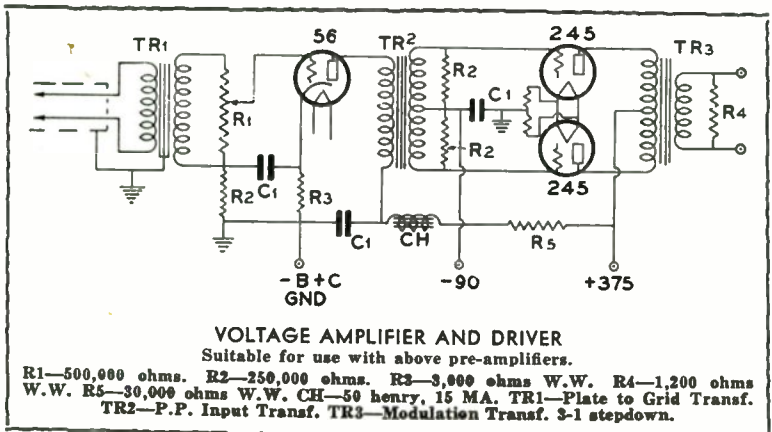 56
245
TR1
TR2
TR3
R2
C1
R1
R4
R2
245
R2
C1
R3
C1
CH
R5
-B+C
GND
-90
+375
VOLTAGE AMPLIFIER AND DRIVER
Suitable for use with above pre-amplifiers.
R1—500,000 ohms. R2—250,000 ohms. R3—3,000 ohms W.W. R4—1,200 ohms
W.W. R5—30,000 ohms W.W. CH—50 henry, 15 MA. TR1—Plate to Grid Transf.
TR2—P.P. Input Transf. TR3—Modulation Transf. 3-1 stepdown.